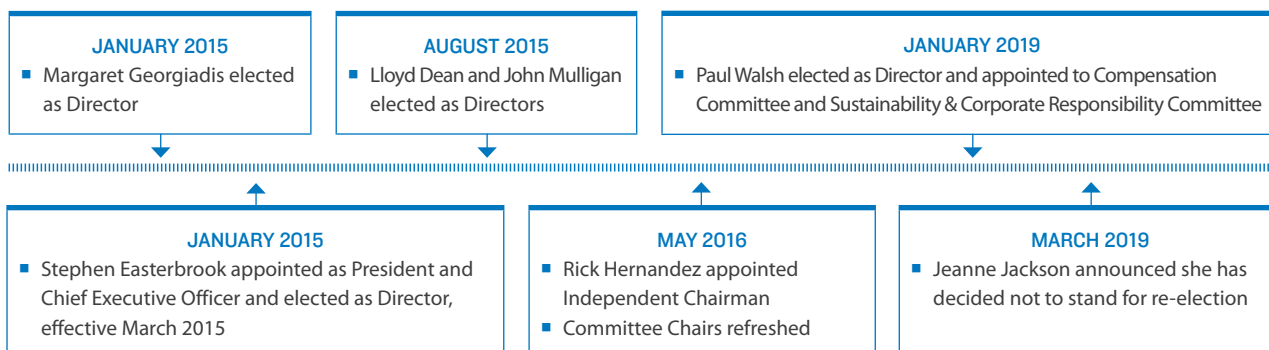 JANUARY 2015
■ Margaret Georgiadis elected
as Director
AUGUST 2015
■ Lloyd Dean and John Mulligan
elected as Directors
JANUARY 2019
■ Paul Walsh elected as Director and appointed to Compensation
Committee and Sustainability & Corporate Responsibility Committee
JANUARY 2015
■ Stephen Easterbrook appointed as President and
Chief Executive Officer and elected as Director,
effective March 2015
MAY 2016
■ Rick Hernandez appointed
Independent Chairman
■ Committee Chairs refreshed
MARCH 2019
■ Jeanne Jackson announced she has
decided not to stand for re-election